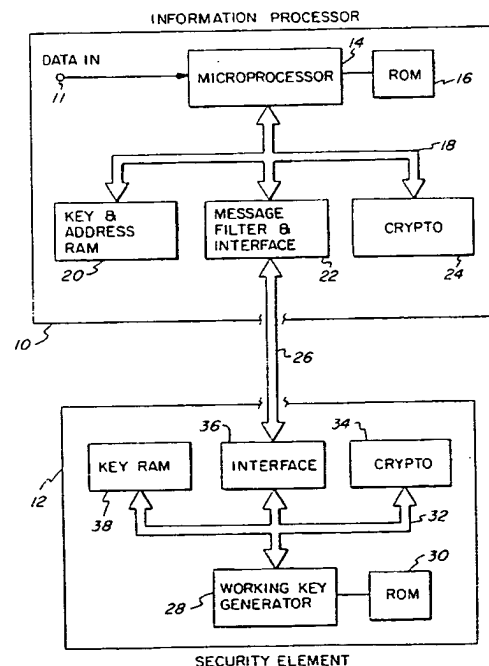 INFORMATION PROCESSOR
DATA IN
11
MICROPROCESSOR
14
ROM
16
18
KEY &
ADDRESS
RAM
20
MESSAGE
FILTER &
INTERFACE
22
CRYPTO
24
10
26
12
KEY RAM
38
36
INTERFACE
34
CRYPTO
32
30
28
WORKING KEY
GENERATOR
ROM
SECURITY ELEMENT